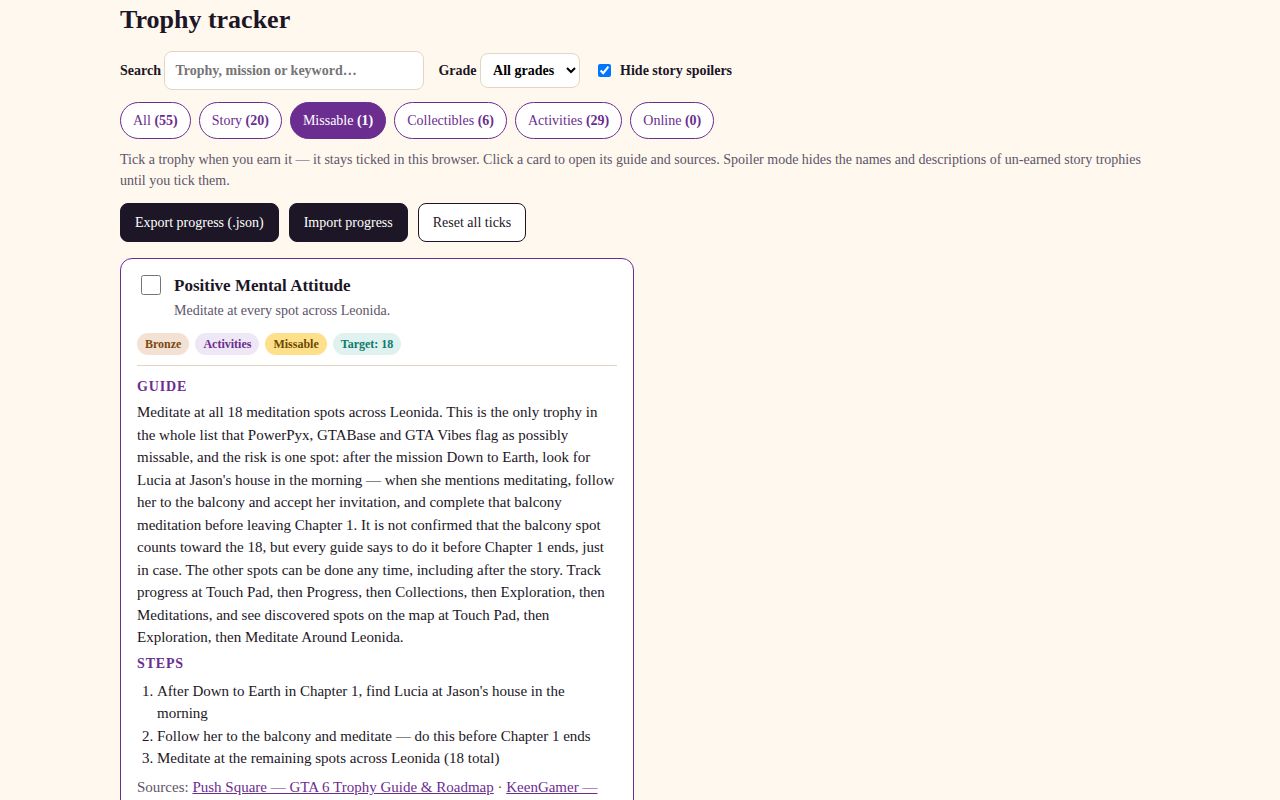 Trophy tracker
Search Trophy, mission or keyword… Grade All grades Hide story spoilers
All (55) Story (20) Missable (1) Collectibles (6) Activities (29) Online (0)
Tick a trophy when you earn it — it stays ticked in this browser. Click a card to open its guide and sources. Spoiler mode hides the names and descriptions of un-earned story trophies
until you tick them.
Export progress (.json) Import progress Reset all ticks
Positive Mental Attitude
Meditate at every spot across Leonida.
Bronze Activities Missable Target: 18
GUIDE
Meditate at all 18 meditation spots across Leonida. This is the only trophy in
the whole list that PowerPyx, GTABase and GTA Vibes flag as possibly
missable, and the risk is one spot: after the mission Down to Earth, look for
Lucia at Jason's house in the morning — when she mentions meditating, follow
her to the balcony and accept her invitation, and complete that balcony
meditation before leaving Chapter 1. It is not confirmed that the balcony spot
counts toward the 18, but every guide says to do it before Chapter 1 ends, just
in case. The other spots can be done any time, including after the story. Track
progress at Touch Pad, then Progress, then Collections, then Exploration, then
Meditations, and see discovered spots on the map at Touch Pad, then
Exploration, then Meditate Around Leonida.
STEPS
1. After Down to Earth in Chapter 1, find Lucia at Jason's house in the
morning
2. Follow her to the balcony and meditate — do this before Chapter 1 ends
3. Meditate at the remaining spots across Leonida (18 total)
Sources: Push Square — GTA 6 Trophy Guide & Roadmap · KeenGamer —